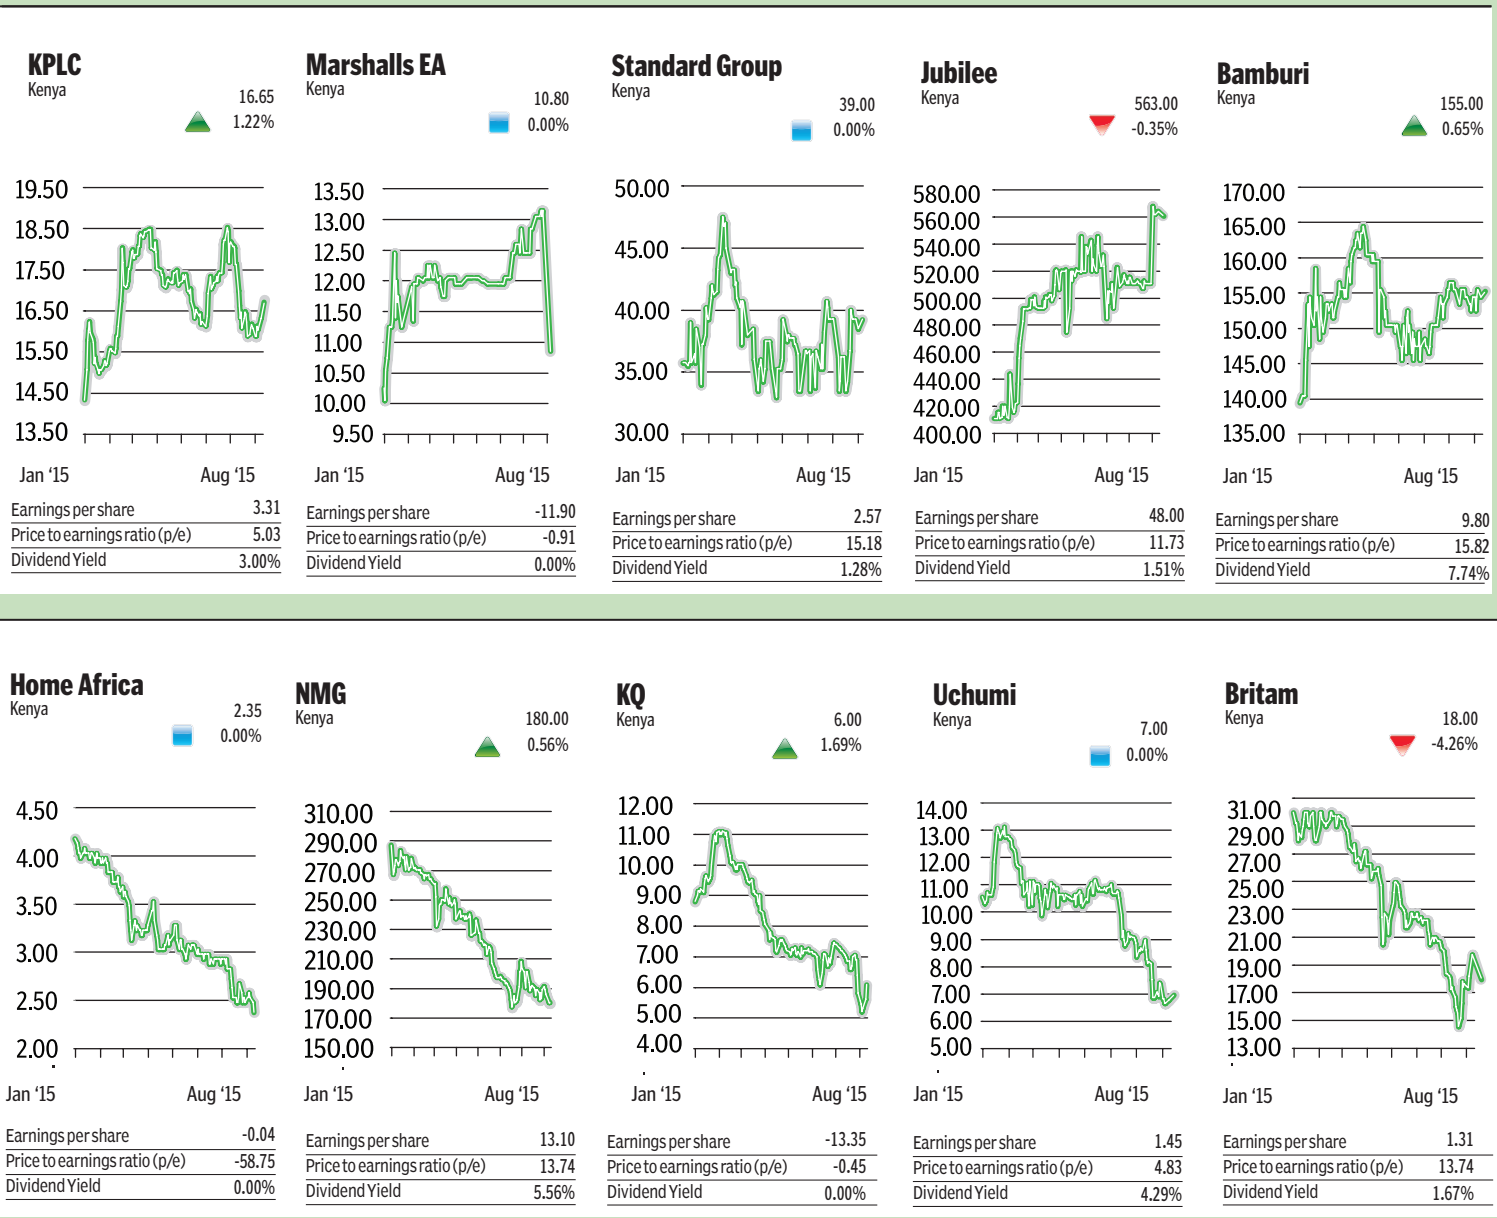 KPLC
Kenya
16.65
1.22%
19.50
18.50
17.50
16.50
15.50
14.50
13.50
Jan ‘15 Aug ‘15
Earnings per share 3.31
Price to earnings ratio (p/e) 5.03
Dividend Yield 3.00%
Marshalls EA
Kenya
10.80
0.00%
13.50
13.00
12.50
12.00
11.50
11.00
10.50
10.00
9.50
Jan ‘15 Aug ‘15
Earnings per share -11.90
Price to earnings ratio (p/e) -0.91
Dividend Yield 0.00%
Standard Group
Kenya
39.00
0.00%
50.00
45.00
40.00
35.00
30.00
Jan ‘15 Aug ‘15
Earnings per share 2.57
Price to earnings ratio (p/e) 15.18
Dividend Yield 1.28%
Jubilee
Kenya
563.00
-0.35%
580.00
560.00
540.00
520.00
500.00
480.00
460.00
440.00
420.00
400.00
Jan ‘15 Aug ‘15
Earnings per share 48.00
Price to earnings ratio (p/e) 11.73
Dividend Yield 1.51%
Bamburi
Kenya
155.00
0.65%
170.00
165.00
160.00
155.00
150.00
145.00
140.00
135.00
Jan ‘15 Aug ‘15
Earnings per share 9.80
Price to earnings ratio (p/e) 15.82
Dividend Yield 7.74%
Home Africa
Kenya
2.35
0.00%
4.50
4.00
3.50
3.00
2.50
2.00
Jan ‘15 Aug ‘15
Earnings per share -0.04
Price to earnings ratio (p/e) -58.75
Dividend Yield 0.00%
NMG
Kenya
180.00
0.56%
310.00
290.00
270.00
250.00
230.00
210.00
190.00
170.00
150.00
Jan ‘15 Aug ‘15
Earnings per share 13.10
Price to earnings ratio (p/e) 13.74
Dividend Yield 5.56%
KQ
Kenya
6.00
1.69%
12.00
11.00
10.00
9.00
8.00
7.00
6.00
5.00
4.00
Jan ‘15 Aug ‘15
Earnings per share -13.35
Price to earnings ratio (p/e) -0.45
Dividend Yield 0.00%
Uchumi
Kenya
7.00
0.00%
14.00
13.00
12.00
11.00
10.00
9.00
8.00
7.00
6.00
5.00
Jan ‘15 Aug ‘15
Earnings per share 1.45
Price to earnings ratio (p/e) 4.83
Dividend Yield 4.29%
Britam
Kenya
18.00
-4.26%
31.00
29.00
27.00
25.00
23.00
21.00
19.00
17.00
15.00
13.00
Jan ‘15 Aug ‘15
Earnings per share 1.31
Price to earnings ratio (p/e) 13.74
Dividend Yield 1.67%